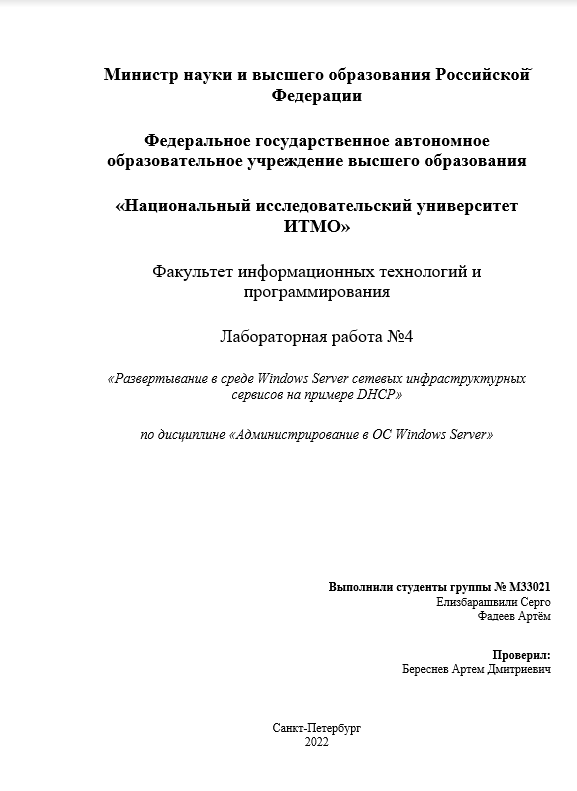 Министр науки и высшего образования Российской̆
Федерации
Федеральное государственное автономное
образовательное учреждение высшего образования
«Национальный исследовательский университет
ИТМО»
Факультет информационных технологий и
программирования
Лабораторная работа №4
«Развертывание в среде Windows Server сетевых инфраструктурных
сервисов на примере DHCP»
по дисциплине «Администрирование в ОС Windows Server»
Выполнили студенты группы № М33021
Елизбарашвили Серго
Фадеев Артём
Проверил:
Береснев Артем Дмитриевич
Санкт-Петербург
2022